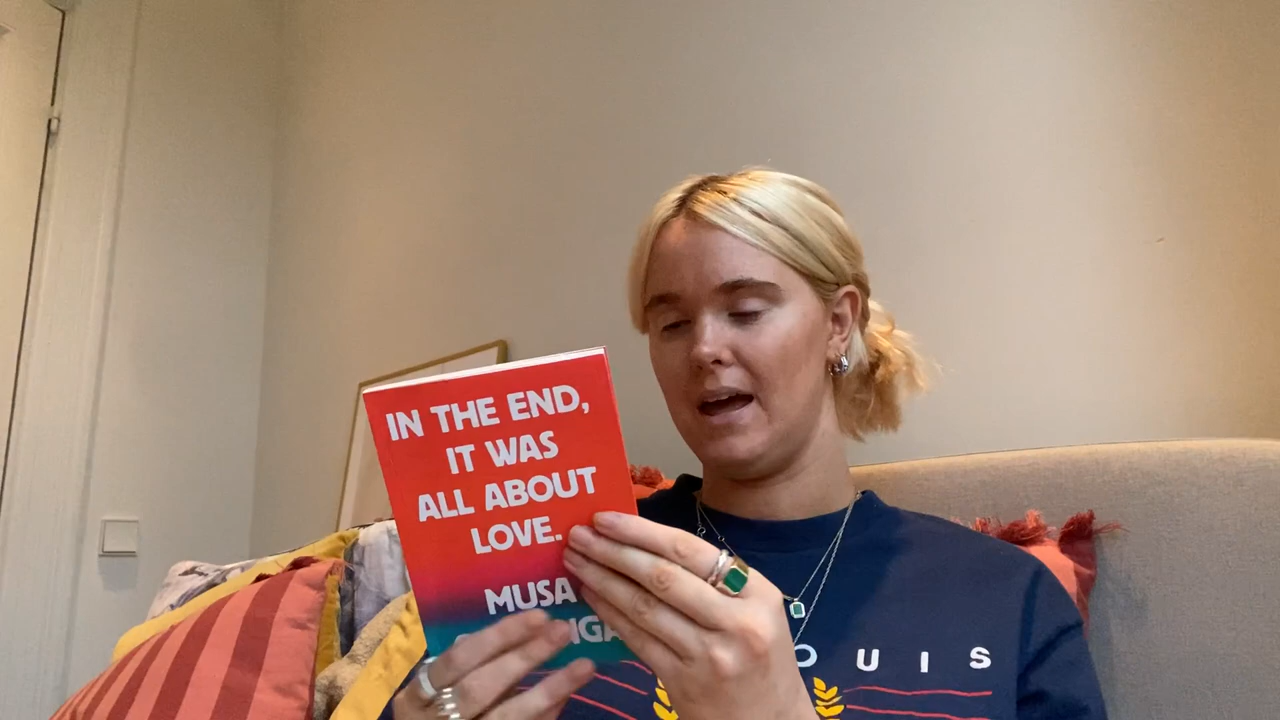 IN THE END,
IT WAS
ALL ABOUT
LOVE.
MUSA
OUIS